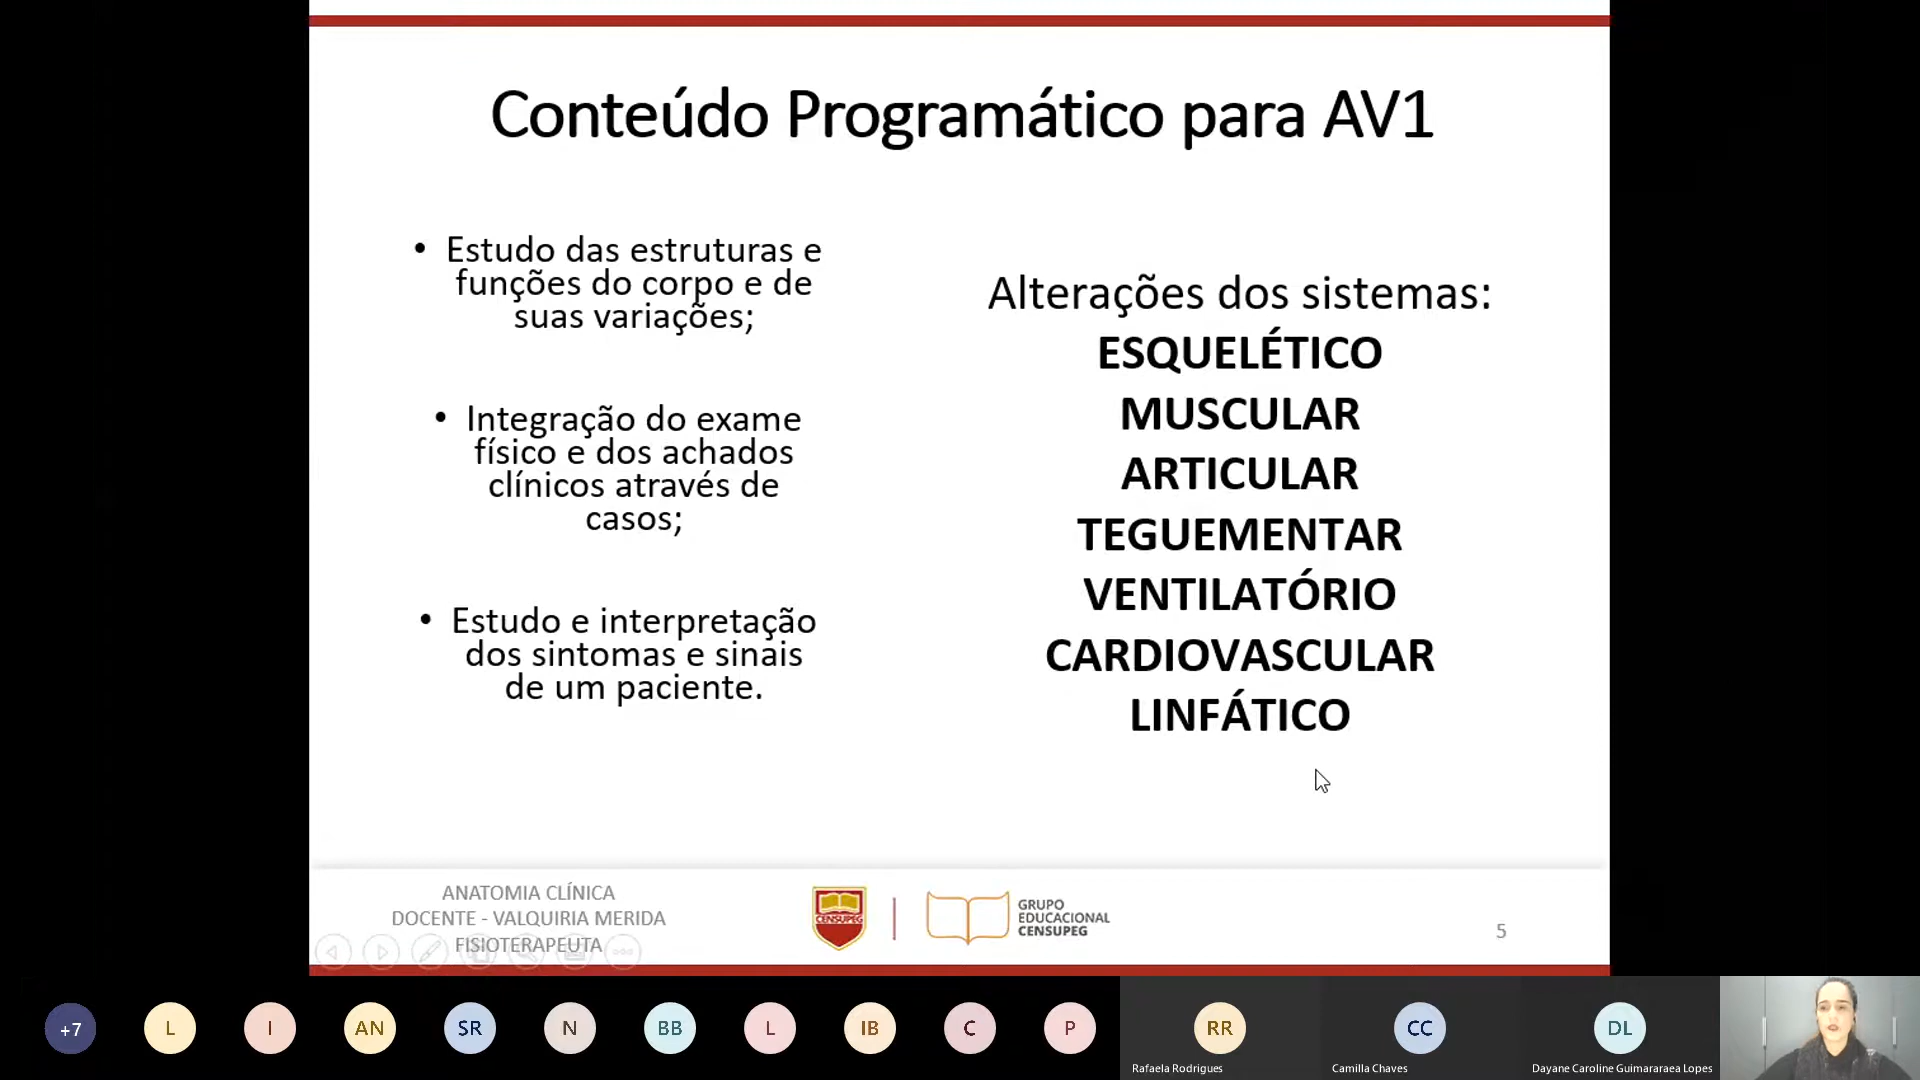 Conteúdo Programático para AV1
• Estudo das estruturas e
funções do corpo e de
suas variações;
• Integração do exame
físico e dos achados
clínicos através de
casos;
• Estudo e interpretação
dos sintomas e sinais
de um paciente.
Alterações dos sistemas:
ESQUELÉTICO
MUSCULAR
ARTICULAR
TEGUEMENTAR
VENTILATÓRIO
CARDIOVASCULAR
LINFÁTICO
ANATOMIA CLÍNICA
DOCENTE - VALQUIRIA MERIDA
FISIOTERAPEUTA
CENSUPEG
GRUPO
EDUCACIONAL
CENSUPEG
5
+7
L
I
AN
SR
N
BB
L
IB
C
P
RR
CC
DL
Rafaela Rodrigues
Camilla Chaves
Dayane Caroline Guimararaea Lopes